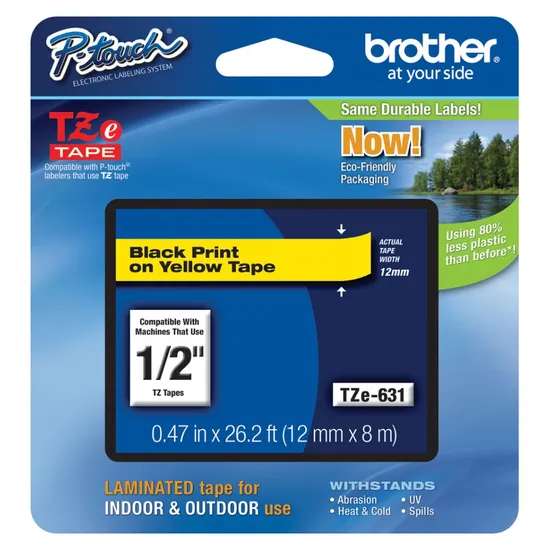 P-touch
ELECTRONIC LABELING SYSTEM
brother®
at your side
TZe
TAPE
Compatible with P-touch®
labelers that use TZ tape
Same Durable Labels!
Now!
Eco-Friendly
Packaging
Using 80%
less plastic
than before*!
Black Print
on Yellow Tape
ACTUAL
TAPE
WIDTH
12mm
Compatible With
Machines That Use
1/2"
TZ Tapes
TZe-631
0.47 in x 26.2 ft (12 mm x 8 m)
LAMINATED tape for
INDOOR & OUTDOOR use
WITHSTANDS
• Abrasion • UV
• Heat & Cold • Spills